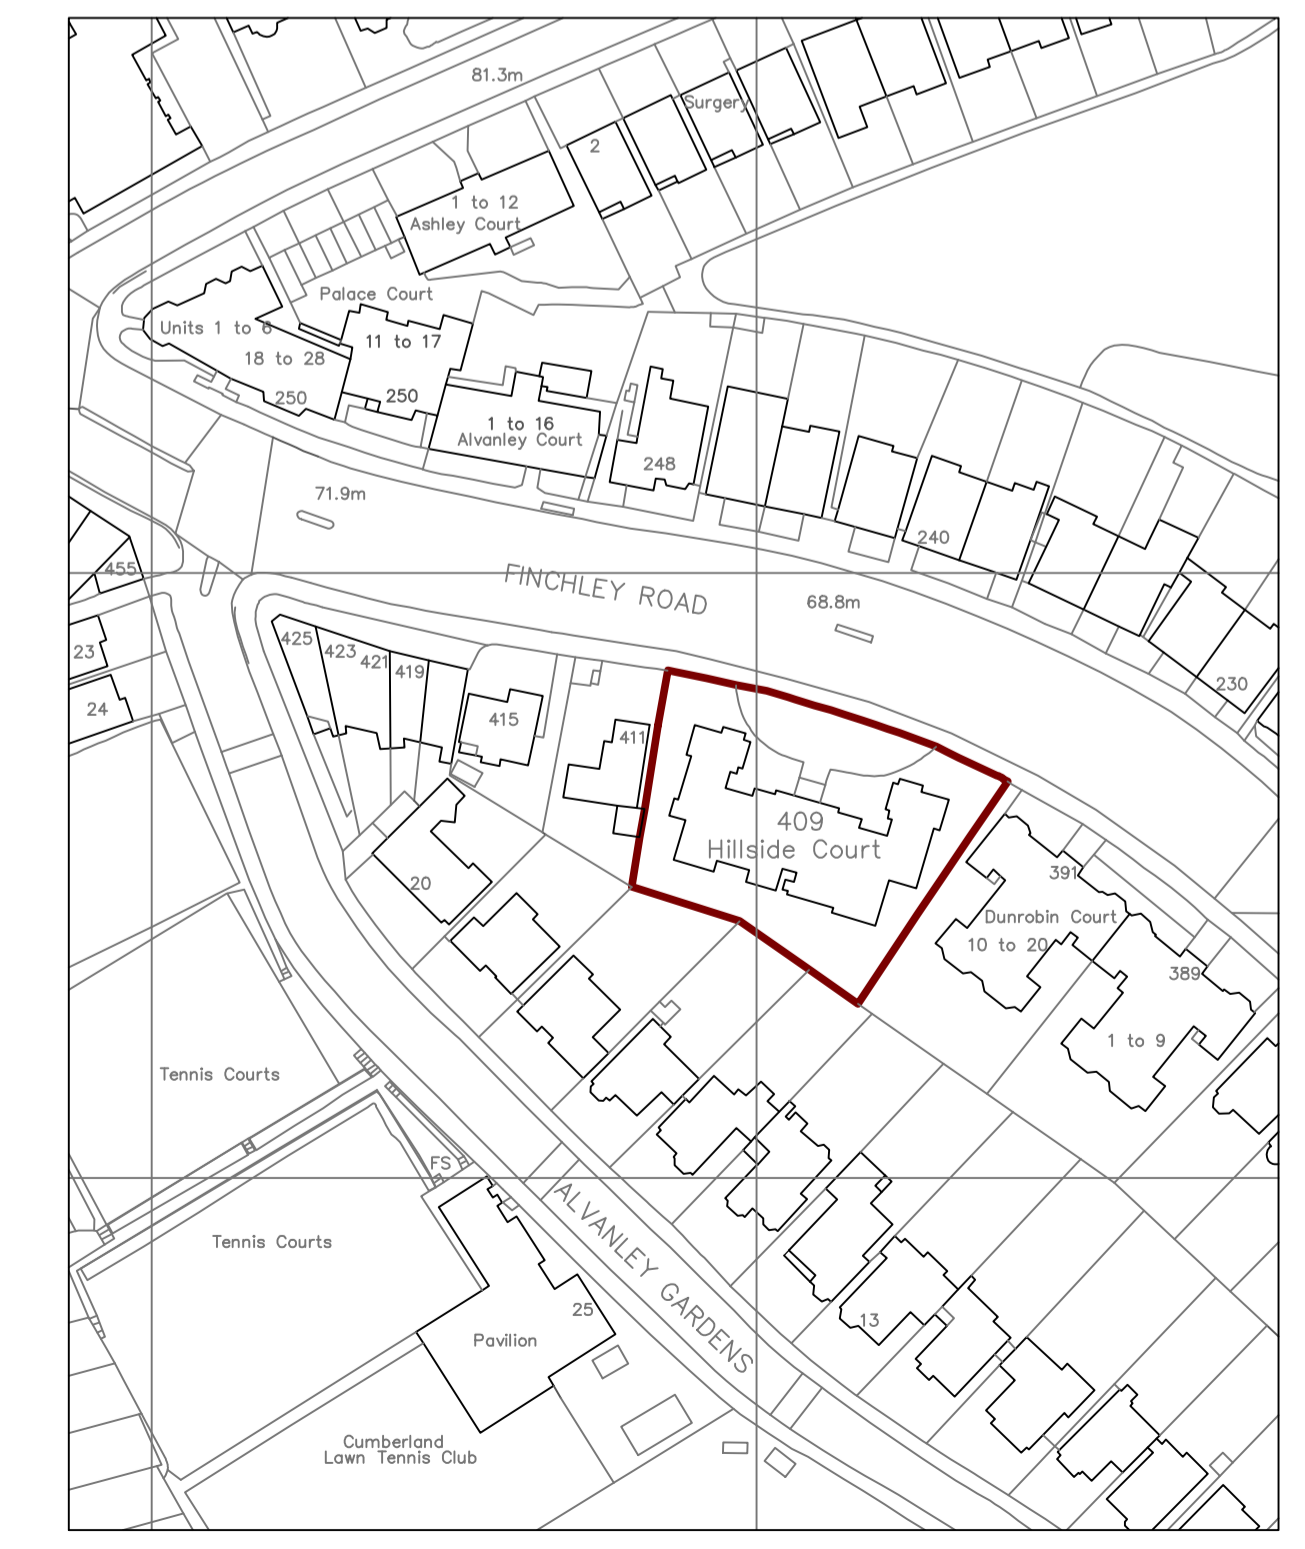 81.3m
Surgery
2
1 to 12
Ashley Court
Palace Court
Units 1 to 6
11 to 17
18 to 28
250
250
1 to 16
Alvanley Court
248
71.9m
240
455
FINCHLEY ROAD
68.8m
425
423
421
419
23
24
415
411
230
409
Hillside Court
391
20
Dunrobin Court
10 to 20
389
1 to 9
Tennis Courts
FS
ALVANLEY GARDENS
Tennis Courts
25
13
Pavilion
Cumberland
Lawn Tennis Club